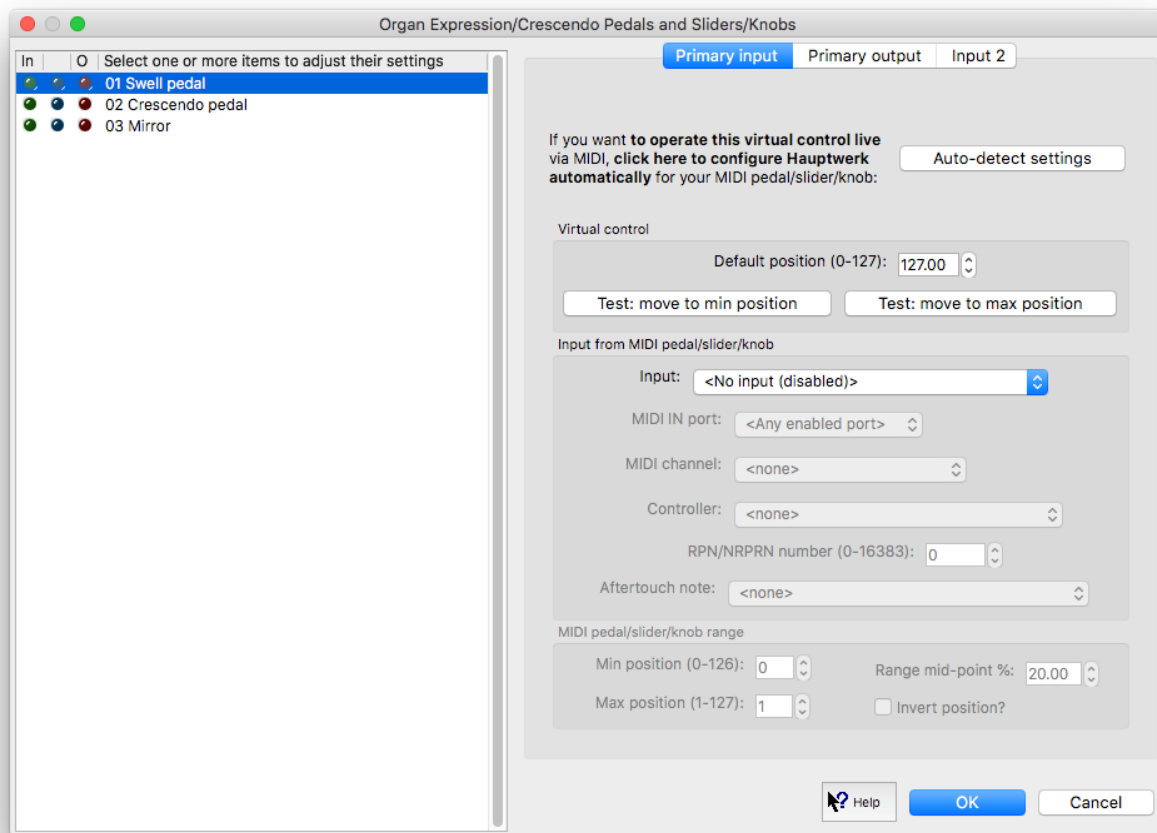 Organ Expression/Crescendo Pedals and Sliders/Knobs
In O Select one or more items to adjust their settings
01 Swell pedal
02 Crescendo pedal
03 Mirror
Primary input Primary output Input 2
If you want to operate this virtual control live
via MIDI, click here to configure Hauptwerk
automatically for your MIDI pedal/slider/knob:
Auto-detect settings
Virtual control
Default position (0-127): 127.00
Test: move to min position Test: move to max position
Input from MIDI pedal/slider/knob
Input: <No input (disabled)>
MIDI IN port: <Any enabled port>
MIDI channel: <none>
Controller: <none>
RPN/NRPRN number (0-16383): 0
Aftertouch note: <none>
MIDI pedal/slider/knob range
Min position (0-126): 0 Range mid-point %: 20.00
Max position (1-127): 1 Invert position?
Help OK Cancel